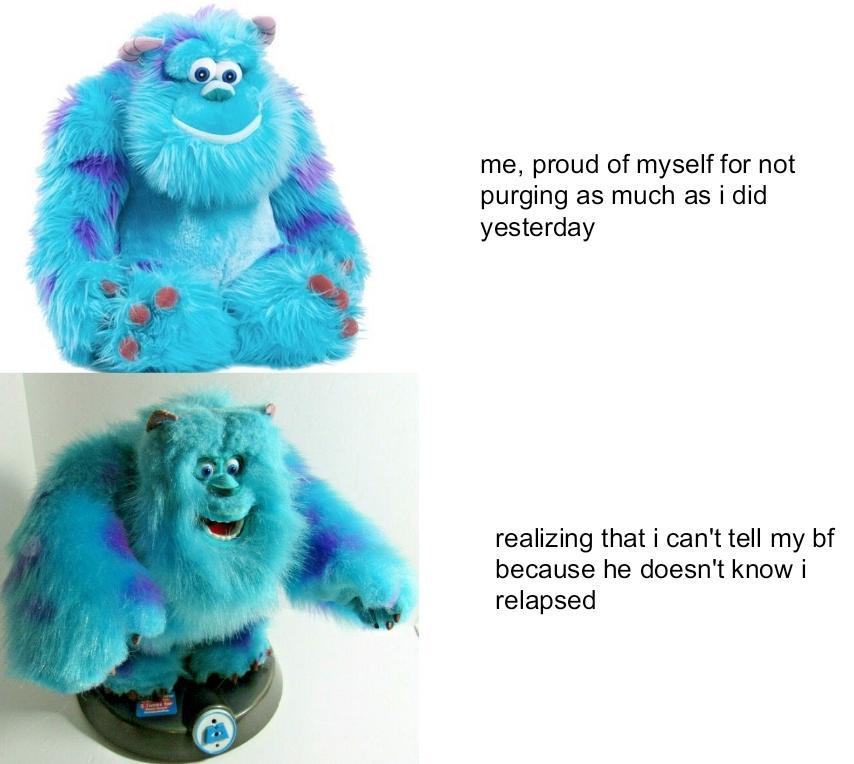 me, proud of myself for not
purging as much as i did
yesterday
realizing that i can't tell my bf
because he doesn't know i
relapsed